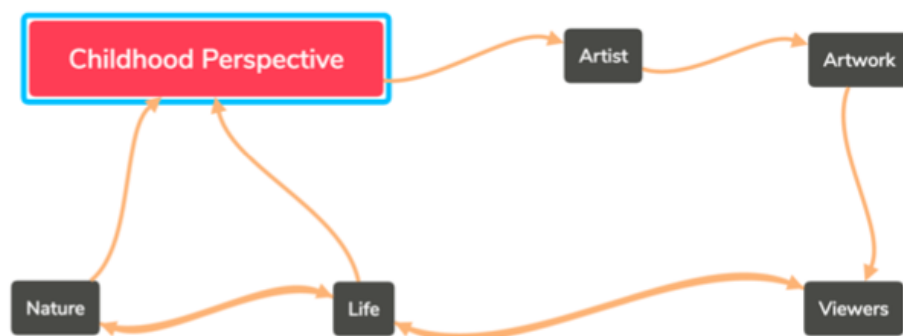 Childhood Perspective
Artist
Artwork
Nature
Life
Viewers